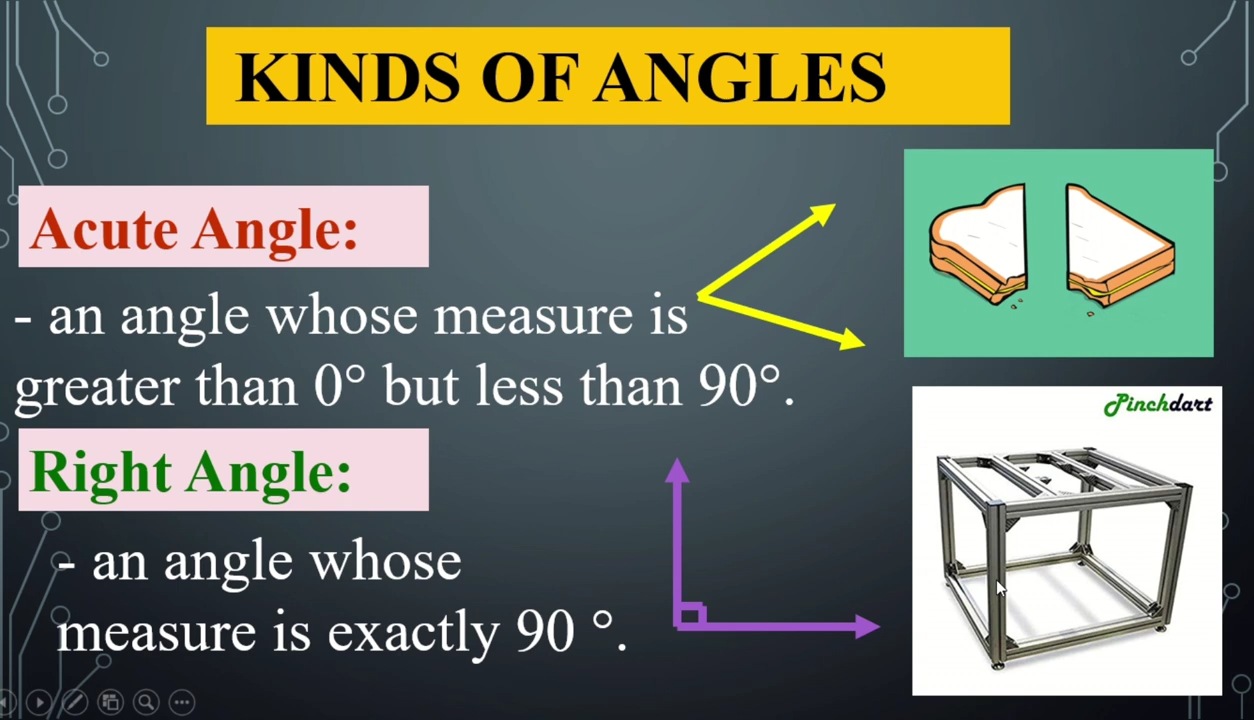 KINDS OF ANGLES
Acute Angle:
- an angle whose measure is
greater than 0° but less than 90°.
Pinchdart
Right Angle:
- an angle whose
measure is exactly 90 °.